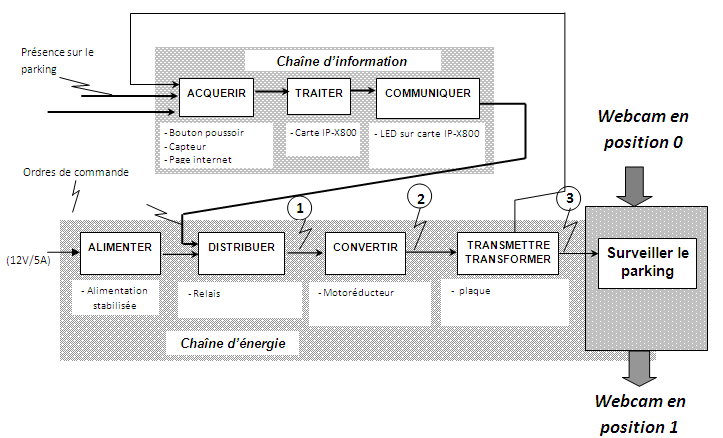 Présence sur le
parking
Chaîne d'information
ACQUERIR
TRAITER
COMMUNIQUER
- Bouton poussoir
- Capteur
- Page internet
- Carte IP-X800
- LED sur carte IP-X800
Webcam en
position 0
Ordres de commande
1
2
3
(12V/5A)
ALIMENTER
DISTRIBUER
CONVERTIR
TRANSMETTRE
TRANSFORMER
Surveiller le
parking
- Alimentation
stabilisée
- Relais
- Motoréducteur
- plaque
Chaîne d'énergie
Webcam en
position 1